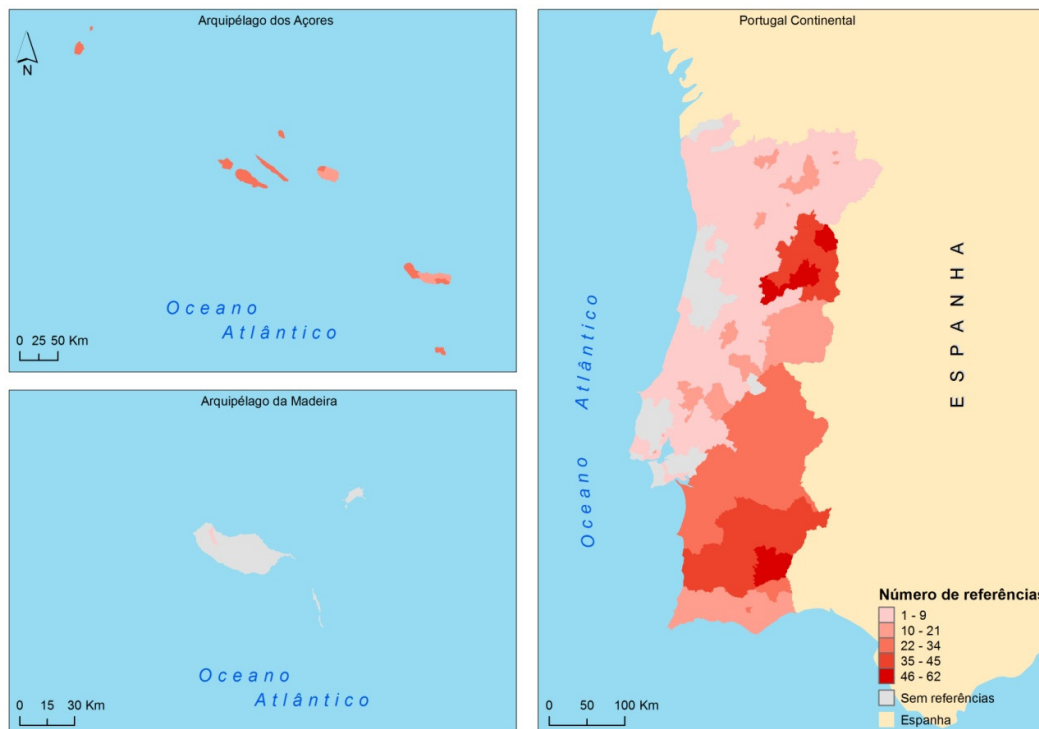 Arquipélago dos Açores
N
Oceano
Atlântico
0 25 50 Km
Arquipélago da Madeira
Oceano
Atlântico
0 15 30 Km
Portugal Continental
Oceano Atlântico
ESPANHA
Número de referências
1 - 9
10 - 21
22 - 34
35 - 45
46 - 62
Sem referências
Espanha
0 50 100 Km